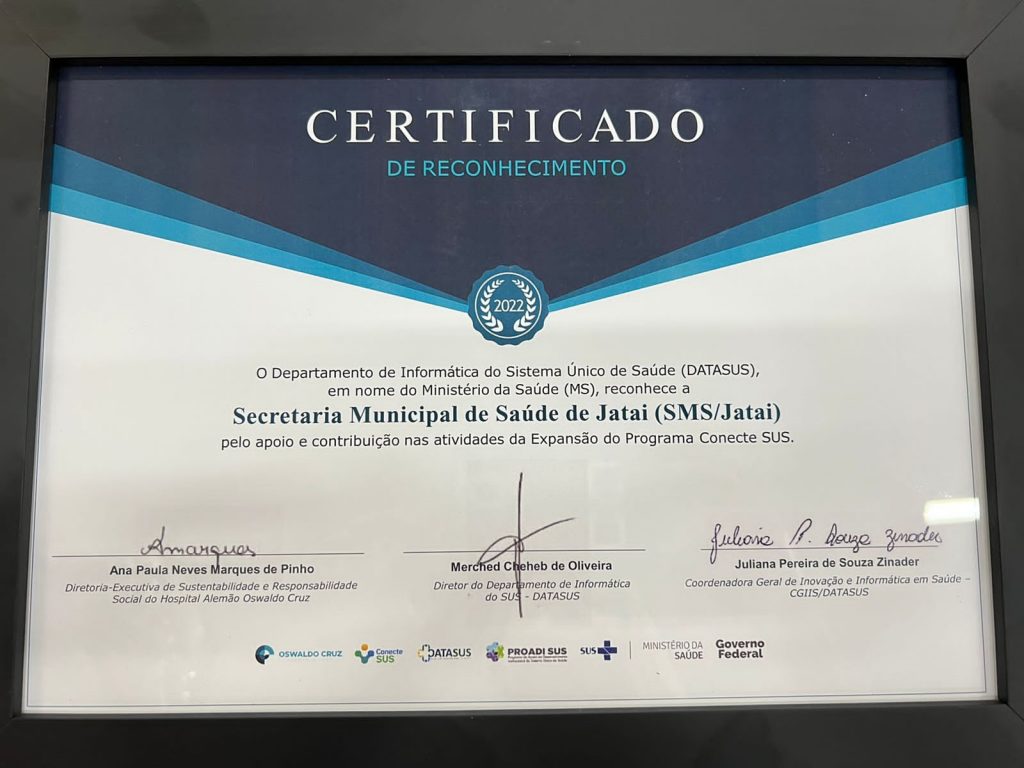 CERTIFICADO
DE RECONHECIMENTO
2022
O Departamento de Informática do Sistema Único de Saúde (DATASUS),
em nome do Ministério da Saúde (MS), reconhece a
Secretaria Municipal de Saúde de Jatai (SMS/Jatai)
pelo apoio e contribuição nas atividades da Expansão do Programa Conecte SUS.
Amarques
Juliana P. Souza Zinader
Ana Paula Neves Marques de Pinho
Diretoria-Executiva de Sustentabilidade e Responsabilidade
Social do Hospital Alemão Oswaldo Cruz
Merched Cheheb de Oliveira
Diretor do Departamento de Informática
do SUS - DATASUS
Juliana Pereira de Souza Zinader
Coordenadora Geral de Inovação e Informática em Saúde –
CGIIS/DATASUS
OSWALDO CRUZ
Conecte
SUS
DATASUS
PROADI SUS
SUS
MINISTÉRIO DA
SAÚDE
Governo
Federal